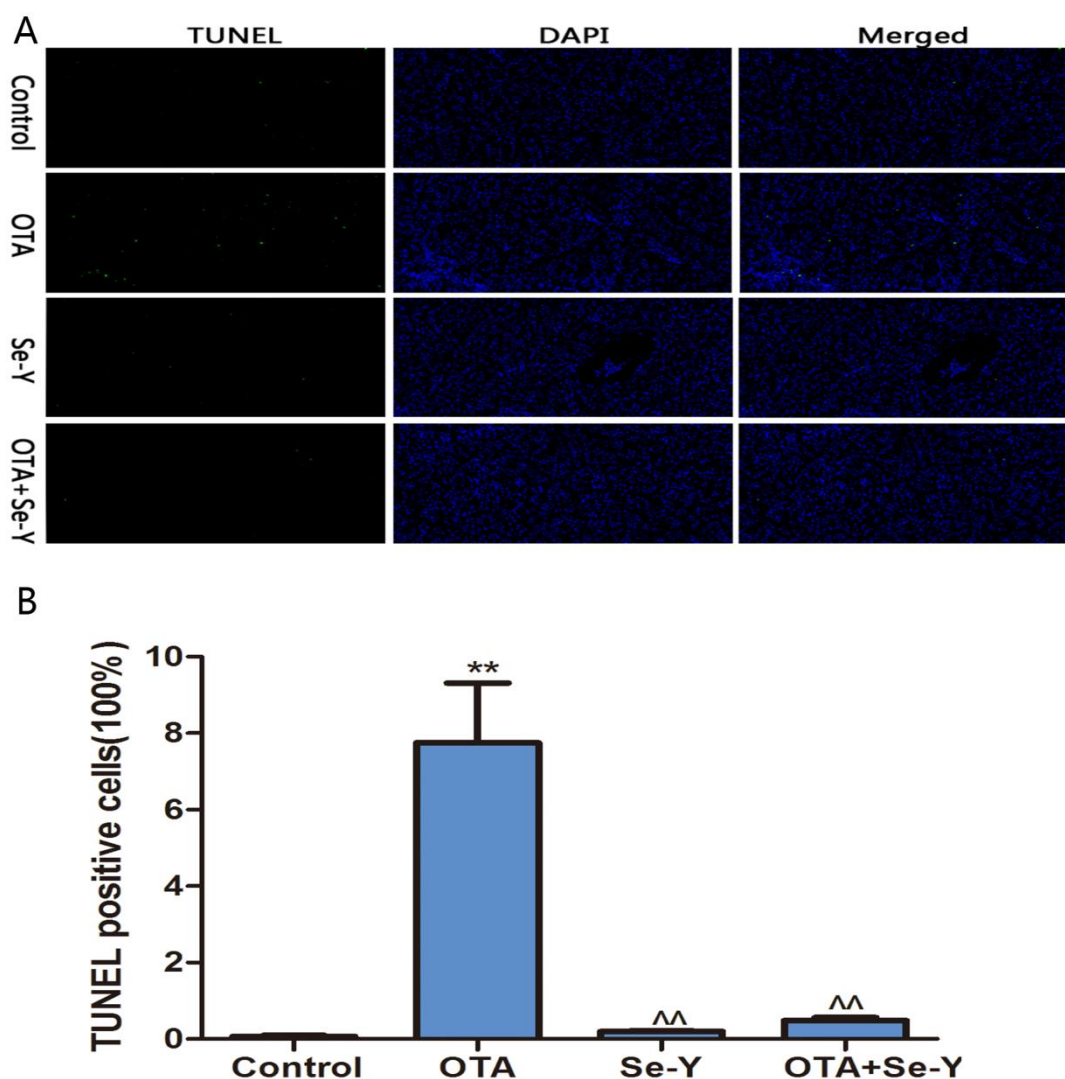 A
TUNEL DAPI Merged
Control
OTA
Se-Y
OTA+Se-Y
B
TUNEL positive cells(100%)
10
8
6
4
2
0
**
^^
^^
Control OTA Se-Y OTA+Se-Y